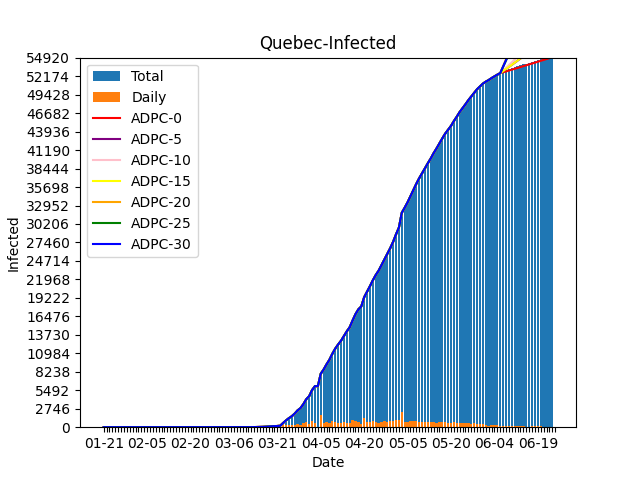 Quebec-Infected
54920
52174
49428
46682
43936
41190
38444
35698
32952
30206
27460
24714
21968
19222
16476
13730
10984
8238
5492
2746
0
Infected
Total
Daily
ADPC-0
ADPC-5
ADPC-10
ADPC-15
ADPC-20
ADPC-25
ADPC-30
01-21 02-05 02-20 03-06 03-21 04-05 04-20 05-05 05-20 06-04 06-19
Date